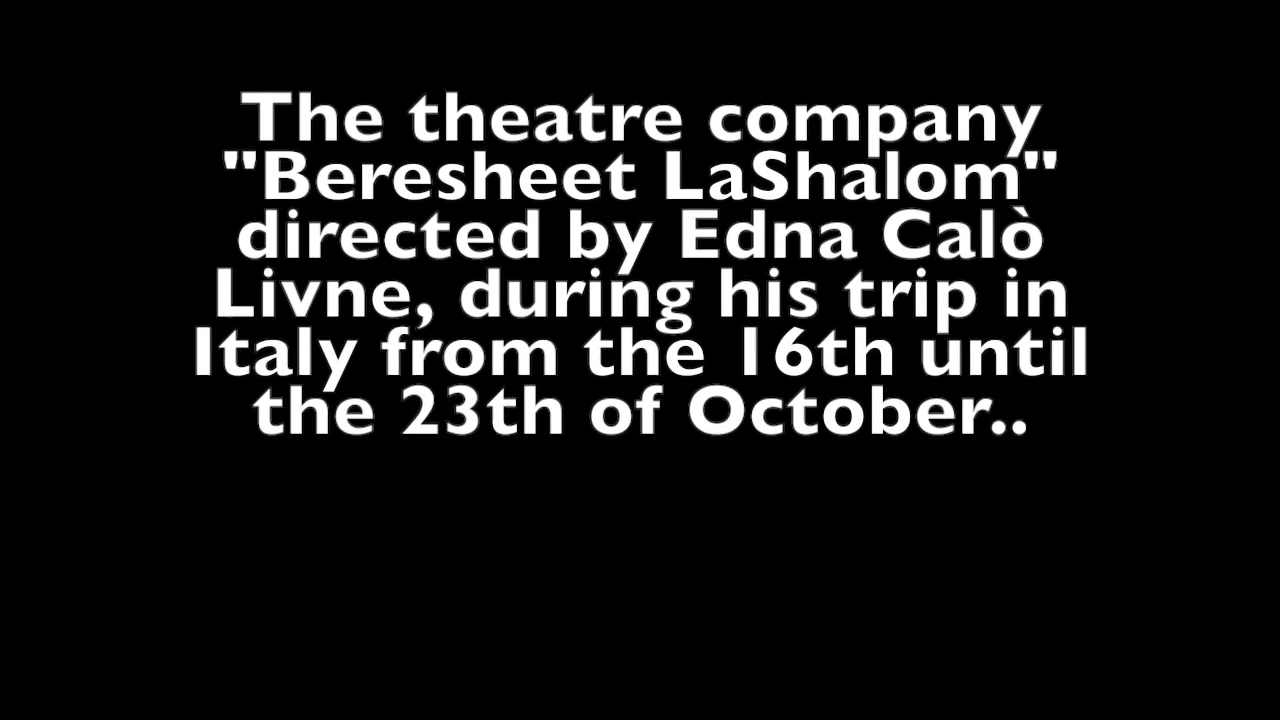 The theatre company
"Beresheet LaShalom"
directed by Edna Calò
Livne, during his trip in
Italy from the 16th until
the 23th of October..